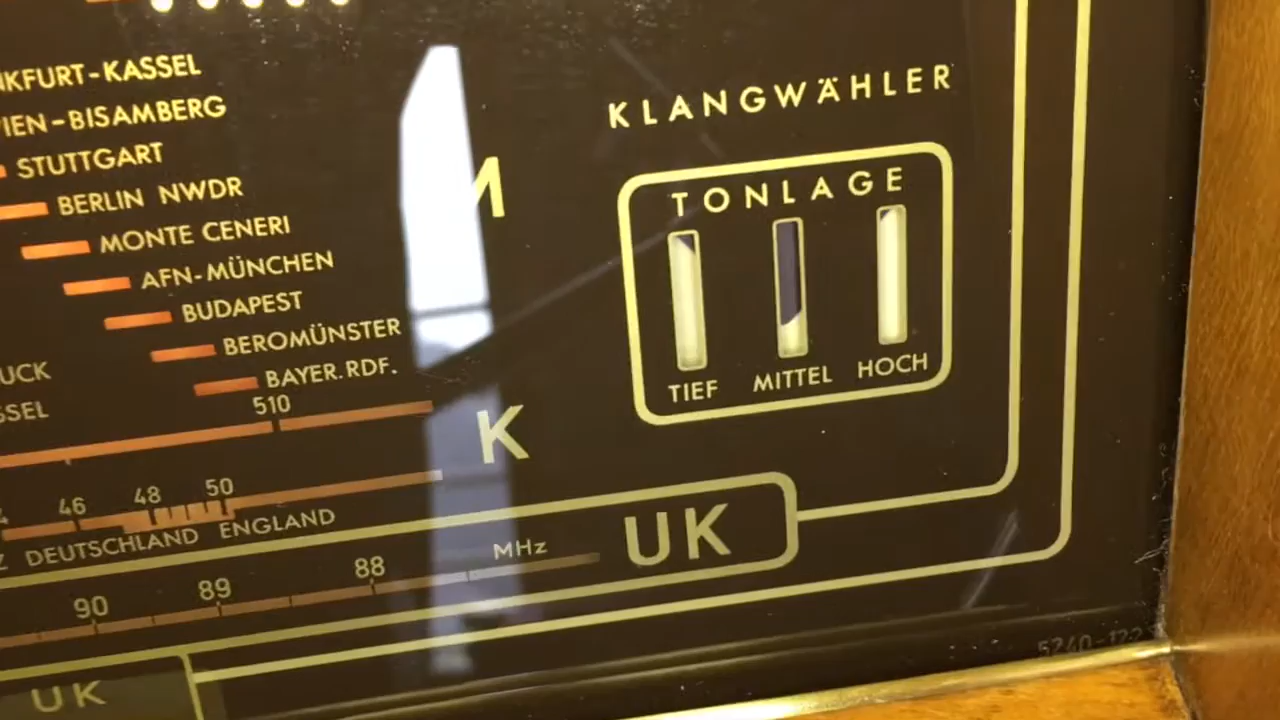 NKFURT-KASSEL
IEN-BISAMBERG
STUTTGART
BERLIN NWDR
MONTE CENERI
AFN-MÜNCHEN
BUDAPEST
BEROMÜNSTER
BAYER.RDF.
UCK
SSEL
510
M
K
46 48 50
DEUTSCHLAND ENGLAND
MHz
90 89 88
UK
UK
KLANGWÄHLER
TONLAGE
TIEF MITTEL HOCH